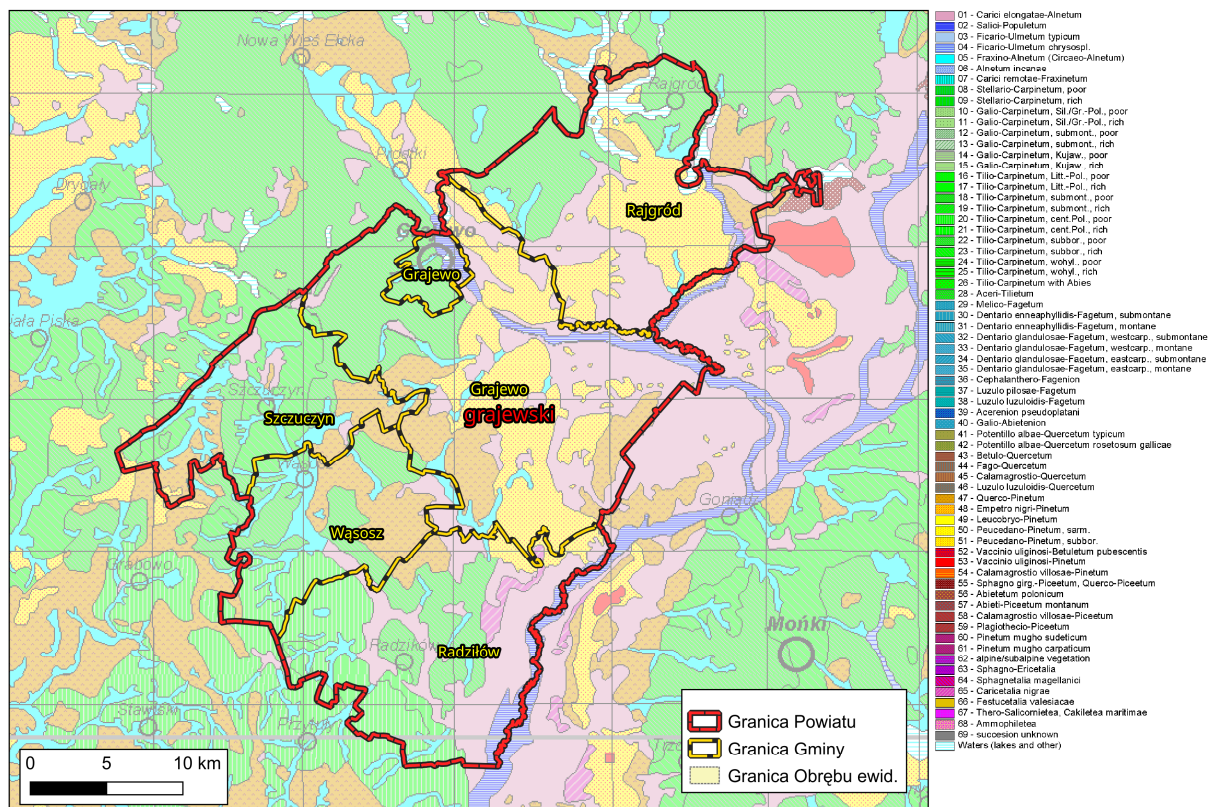 Nowa Wieś Ełcka
Rajgród
Prostki
Drygały
Rajgród
Grajewo
Grajewo
iała Piska
Szczuczyn
Grajewo
grajewski
Szczuczyn
Goniądz
Wąsosz
Grabowo
Mońki
Radziłów
Radziłów
Stawiski
Przytuły
Granica Powiatu
Granica Gminy
Granica Obrębu ewid.
0 5 10 km
01 - Carici elongatae-Alnetum
02 - Salici-Populetum
03 - Ficario-Ulmetum typicum
04 - Ficario-Ulmetum chrysospl.
05 - Fraxino-Alnetum (Circaeo-Alnetum)
06 - Alnetum incanae
07 - Carici remotae-Fraxinetum
08 - Stellario-Carpinetum, poor
09 - Stellario-Carpinetum, rich
10 - Galio-Carpinetum, Sil./Gr.-Pol., poor
11 - Galio-Carpinetum, Sil./Gr.-Pol., rich
12 - Galio-Carpinetum, submont., poor
13 - Galio-Carpinetum, submont., rich
14 - Galio-Carpinetum, Kujaw., poor
15 - Galio-Carpinetum, Kujaw., rich
16 - Tilio-Carpinetum, Litt.-Pol., poor
17 - Tilio-Carpinetum, Litt.-Pol., rich
18 - Tilio-Carpinetum, submont., poor
19 - Tilio-Carpinetum, submont., rich
20 - Tilio-Carpinetum, cent.Pol., poor
21 - Tilio-Carpinetum, cent.Pol., rich
22 - Tilio-Carpinetum, subbor., poor
23 - Tilio-Carpinetum, subbor., rich
24 - Tilio-Carpinetum, wohyl., poor
25 - Tilio-Carpinetum, wohyl., rich
26 - Tilio-Carpinetum with Abies
28 - Aceri-Tilietum
29 - Melico-Fagetum
30 - Dentario enneaphyllidis-Fagetum, submontane
31 - Dentario enneaphyllidis-Fagetum, montane
32 - Dentario glandulosae-Fagetum, westcarp., submontane
33 - Dentario glandulosae-Fagetum, westcarp., montane
34 - Dentario glandulosae-Fagetum, eastcarp., submontane
35 - Dentario glandulosae-Fagetum, eastcarp., montane
36 - Cephalanthero-Fagenion
37 - Luzulo pilosae-Fagetum
38 - Luzulo luzuloidis-Fagetum
39 - Acerenion pseudoplatani
40 - Galio-Abietenion
41 - Potentillo albae-Quercetum typicum
42 - Potentillo albae-Quercetum rosetosum gallicae
43 - Betulo-Quercetum
44 - Fago-Quercetum
45 - Calamagrostio-Quercetum
46 - Luzulo luzuloidis-Quercetum
47 - Querco-Pinetum
48 - Empetro nigri-Pinetum
49 - Leucobryo-Pinetum
50 - Peucedano-Pinetum, sarm.
51 - Peucedano-Pinetum, subbor.
52 - Vaccinio uliginosi-Betuletum pubescentis
53 - Vaccinio uliginosi-Pinetum
54 - Calamagrostio villosae-Pinetum
55 - Sphagno girg.-Piceetum, Querco-Piceetum
56 - Abietetum polonicum
57 - Abieti-Piceetum montanum
58 - Calamagrostio villosae-Piceetum
59 - Plagiothecio-Piceetum
60 - Pinetum mugho sudeticum
61 - Pinetum mugho carpaticum
62 - alpine/subalpine vegetation
63 - Sphagno-Ericetalia
64 - Sphagnetalia magellanici
65 - Caricetalia nigrae
66 - Festucetalia valesiacae
67 - Thero-Salicornietea, Cakiletea maritimae
68 - Ammophiletea
69 - succesion unknown
Waters (lakes and other)